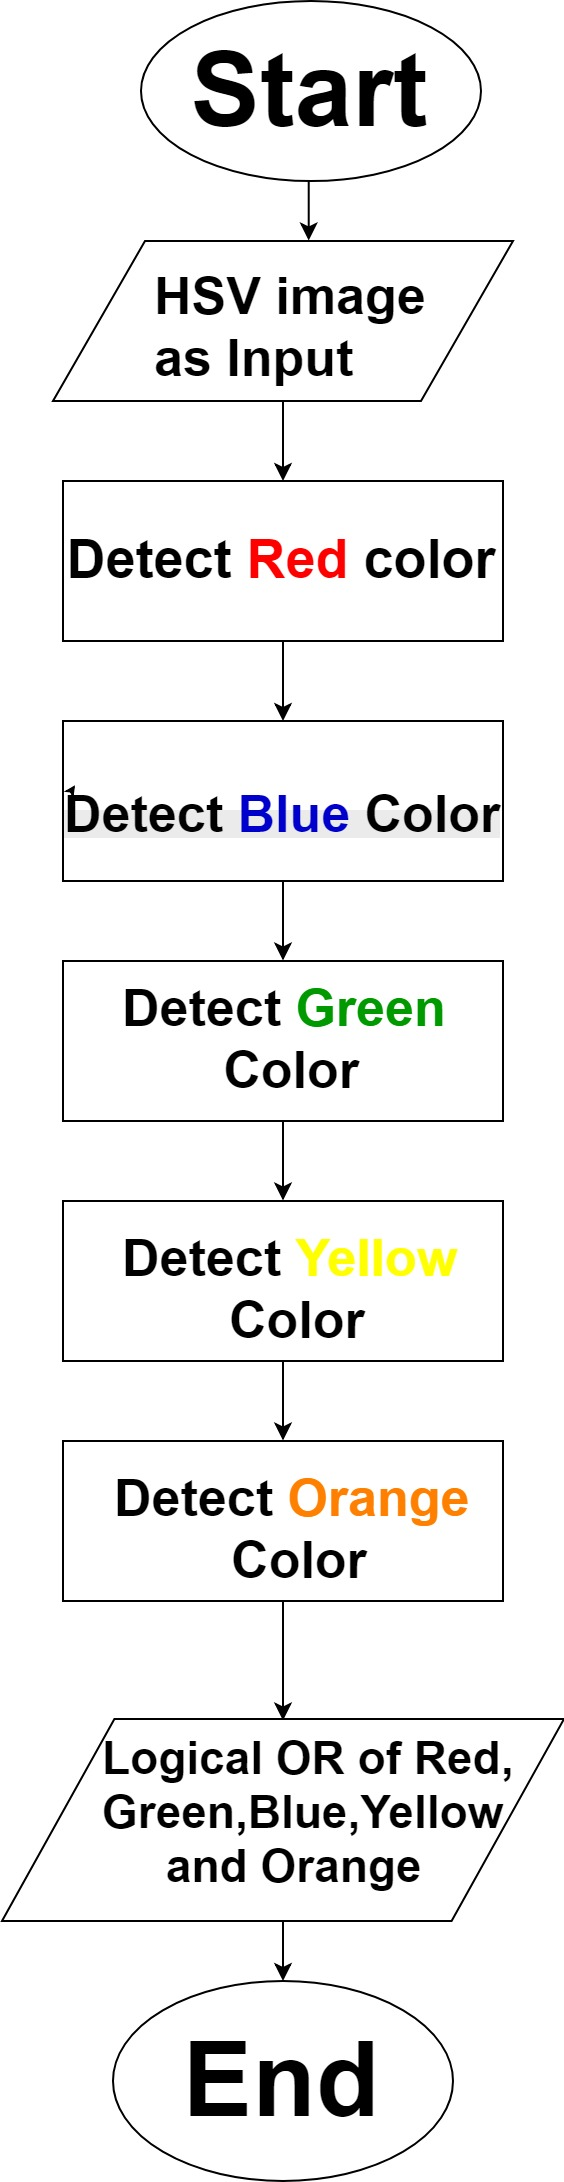 Start
HSV image
as Input
Detect Red color
Detect Blue Color
Detect Green
Color
Detect Yellow
Color
Detect Orange
Color
Logical OR of Red,
Green,Blue,Yellow
and Orange
End